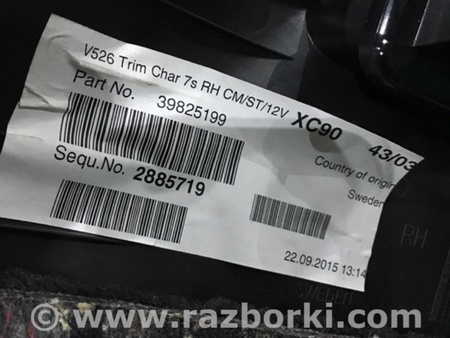 V526 Trim Char 7s RH CM/ST/12V XC90 43/03
Part No. 39825199
Country of origin
Sweden
Sequ.No. 2885719
22.09.2015 13:14
RH
SWEDEN
© www.razborki.com